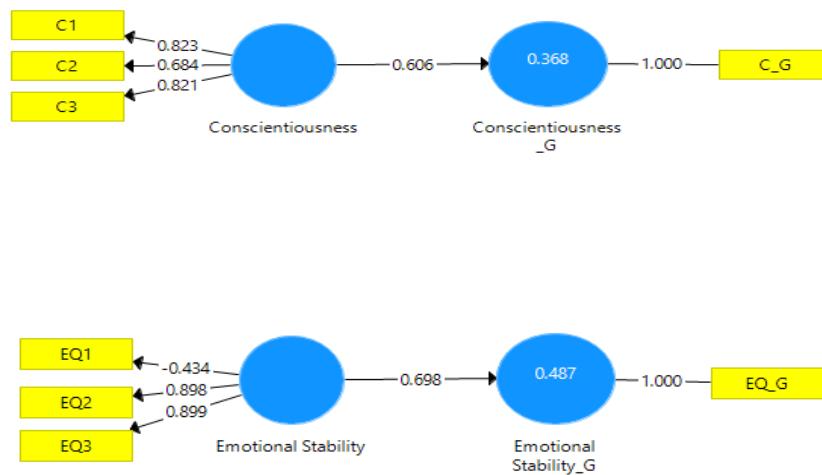 C1
0.823
C2
0.684
C3
0.821
0.606
0.368
1.000
C_G
Conscientiousness
Conscientiousness
_G
EQ1
-0.434
EQ2
0.898
EQ3
0.899
0.698
0.487
1.000
EQ_G
Emotional Stability
Emotional
Stability_G